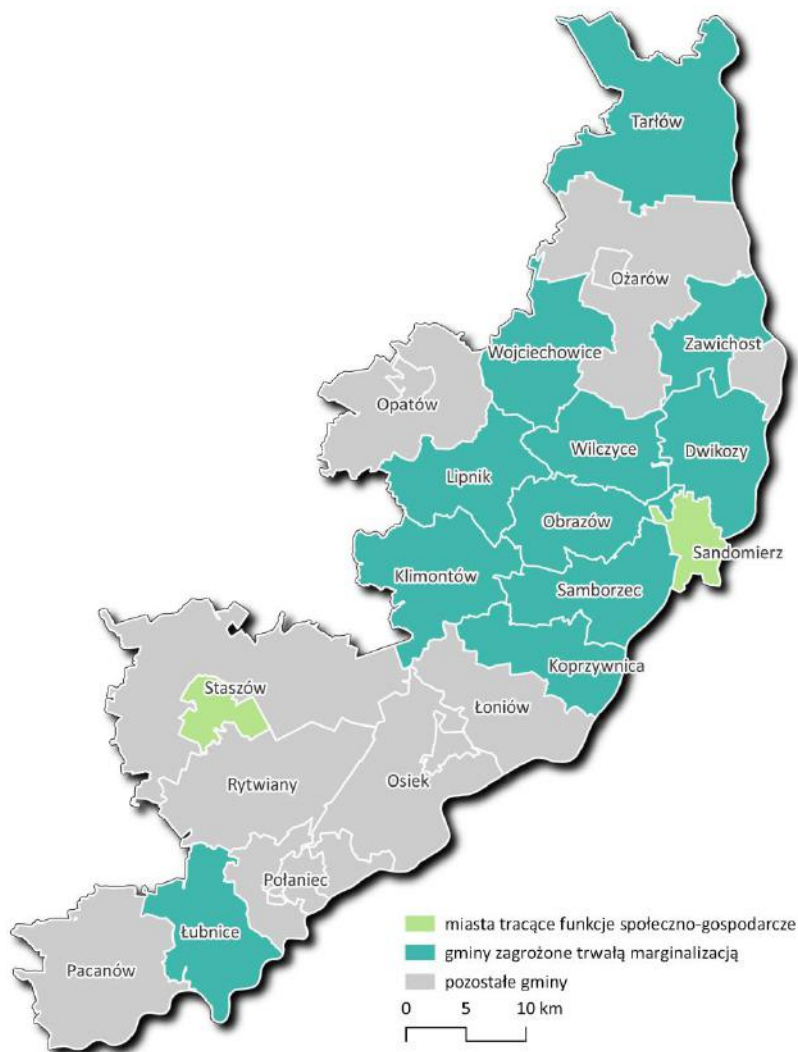 Tarłów
Ożarów
Wojciechowice
Zawichost
Opatów
Wilczyce
Dwikozy
Lipnik
Obrazów
Sandomierz
Klimontów
Samborzec
Koprzywnica
Staszów
Łoniów
Rytwiany
Osiek
Połaniec
Łubnice
Pacanów
miasta tracące funkcje społeczno-gospodarcze
gminy zagrożone trwałą marginalizacją
pozostałe gminy
0 5 10 km